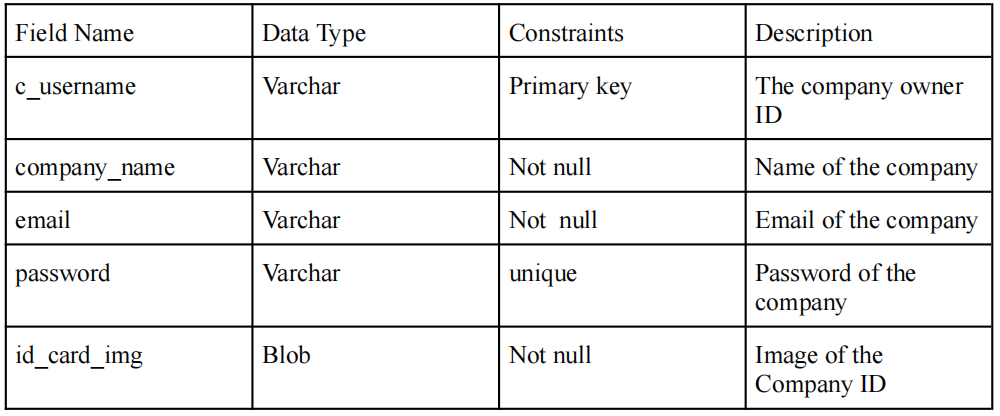 Field Name Data Type Constraints Description
c_username Varchar Primary key The company owner
ID
company_name Varchar Not null Name of the company
email Varchar Not null Email of the company
password Varchar unique Password of the
company
id_card_img Blob Not null Image of the
Company ID